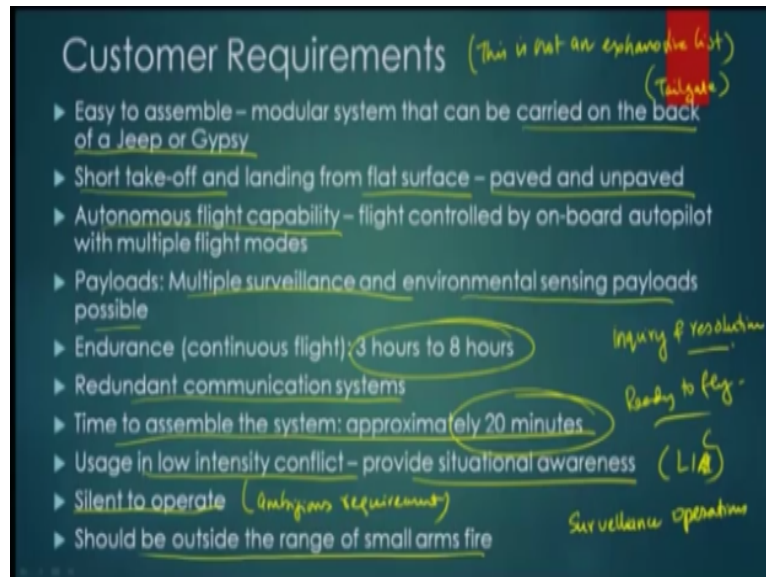 Customer Requirements (This is not an exhaustive list)
(Tailgate)
Easy to assemble – modular system that can be carried on the back
of a Jeep or Gypsy
Short take-off and landing from flat surface – paved and unpaved
Autonomous flight capability – flight controlled by on-board autopilot
with multiple flight modes
Payloads: Multiple surveillance and environmental sensing payloads
possible
Endurance (continuous flight): 3 hours to 8 hours
Inquiry & resolution
Redundant communication systems
Ready to fly.
Time to assemble the system: approximately 20 minutes
Usage in low intensity conflict – provide situational awareness (LIC)
Silent to operate (ambigious requirement)
Surveillance operations
Should be outside the range of small arms fire